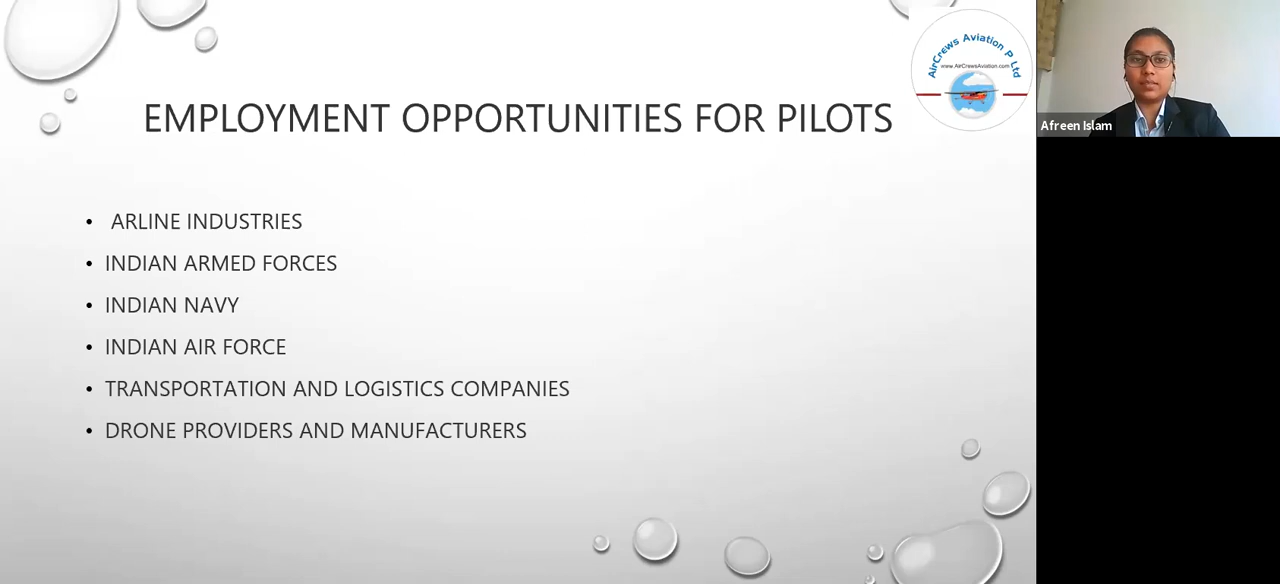 AirCrews Aviation P Ltd
www.AirCrewsAviation.com
Afreen Islam
EMPLOYMENT OPPORTUNITIES FOR PILOTS
• ARLINE INDUSTRIES
• INDIAN ARMED FORCES
• INDIAN NAVY
• INDIAN AIR FORCE
• TRANSPORTATION AND LOGISTICS COMPANIES
• DRONE PROVIDERS AND MANUFACTURERS